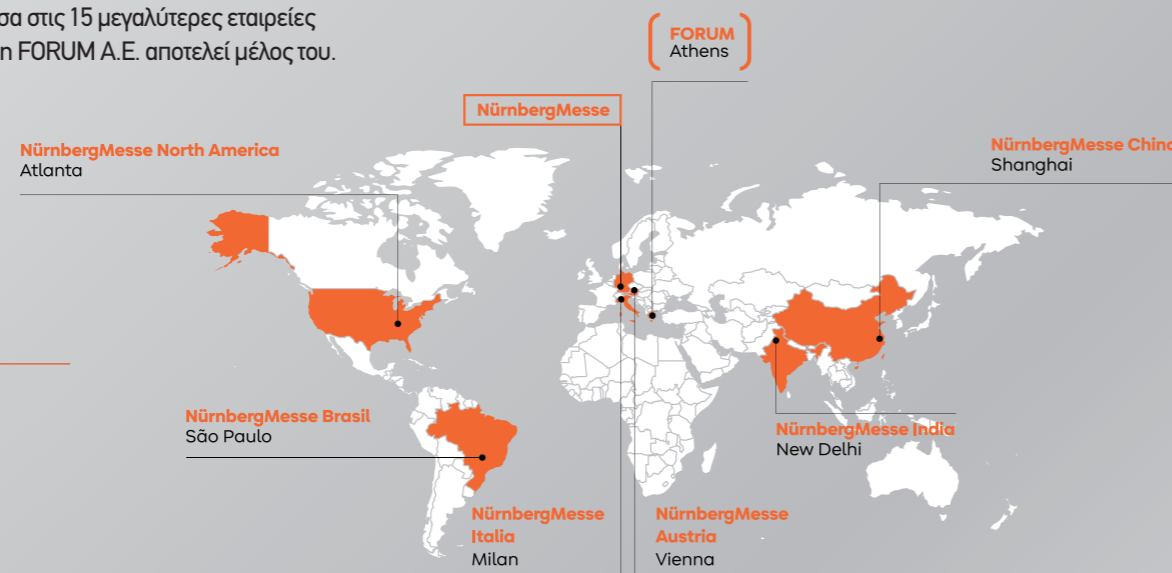 σα στις 15 μεγαλύτερες εταιρείες
η FORUM Α.Ε. αποτελεί μέλος του.
FORUM
Athens
NürnbergMesse
NürnbergMesse North America
Atlanta
NürnbergMesse China
Shanghai
NürnbergMesse Brasil
São Paulo
NürnbergMesse India
New Delhi
NürnbergMesse
Italia
Milan
NürnbergMesse
Austria
Vienna